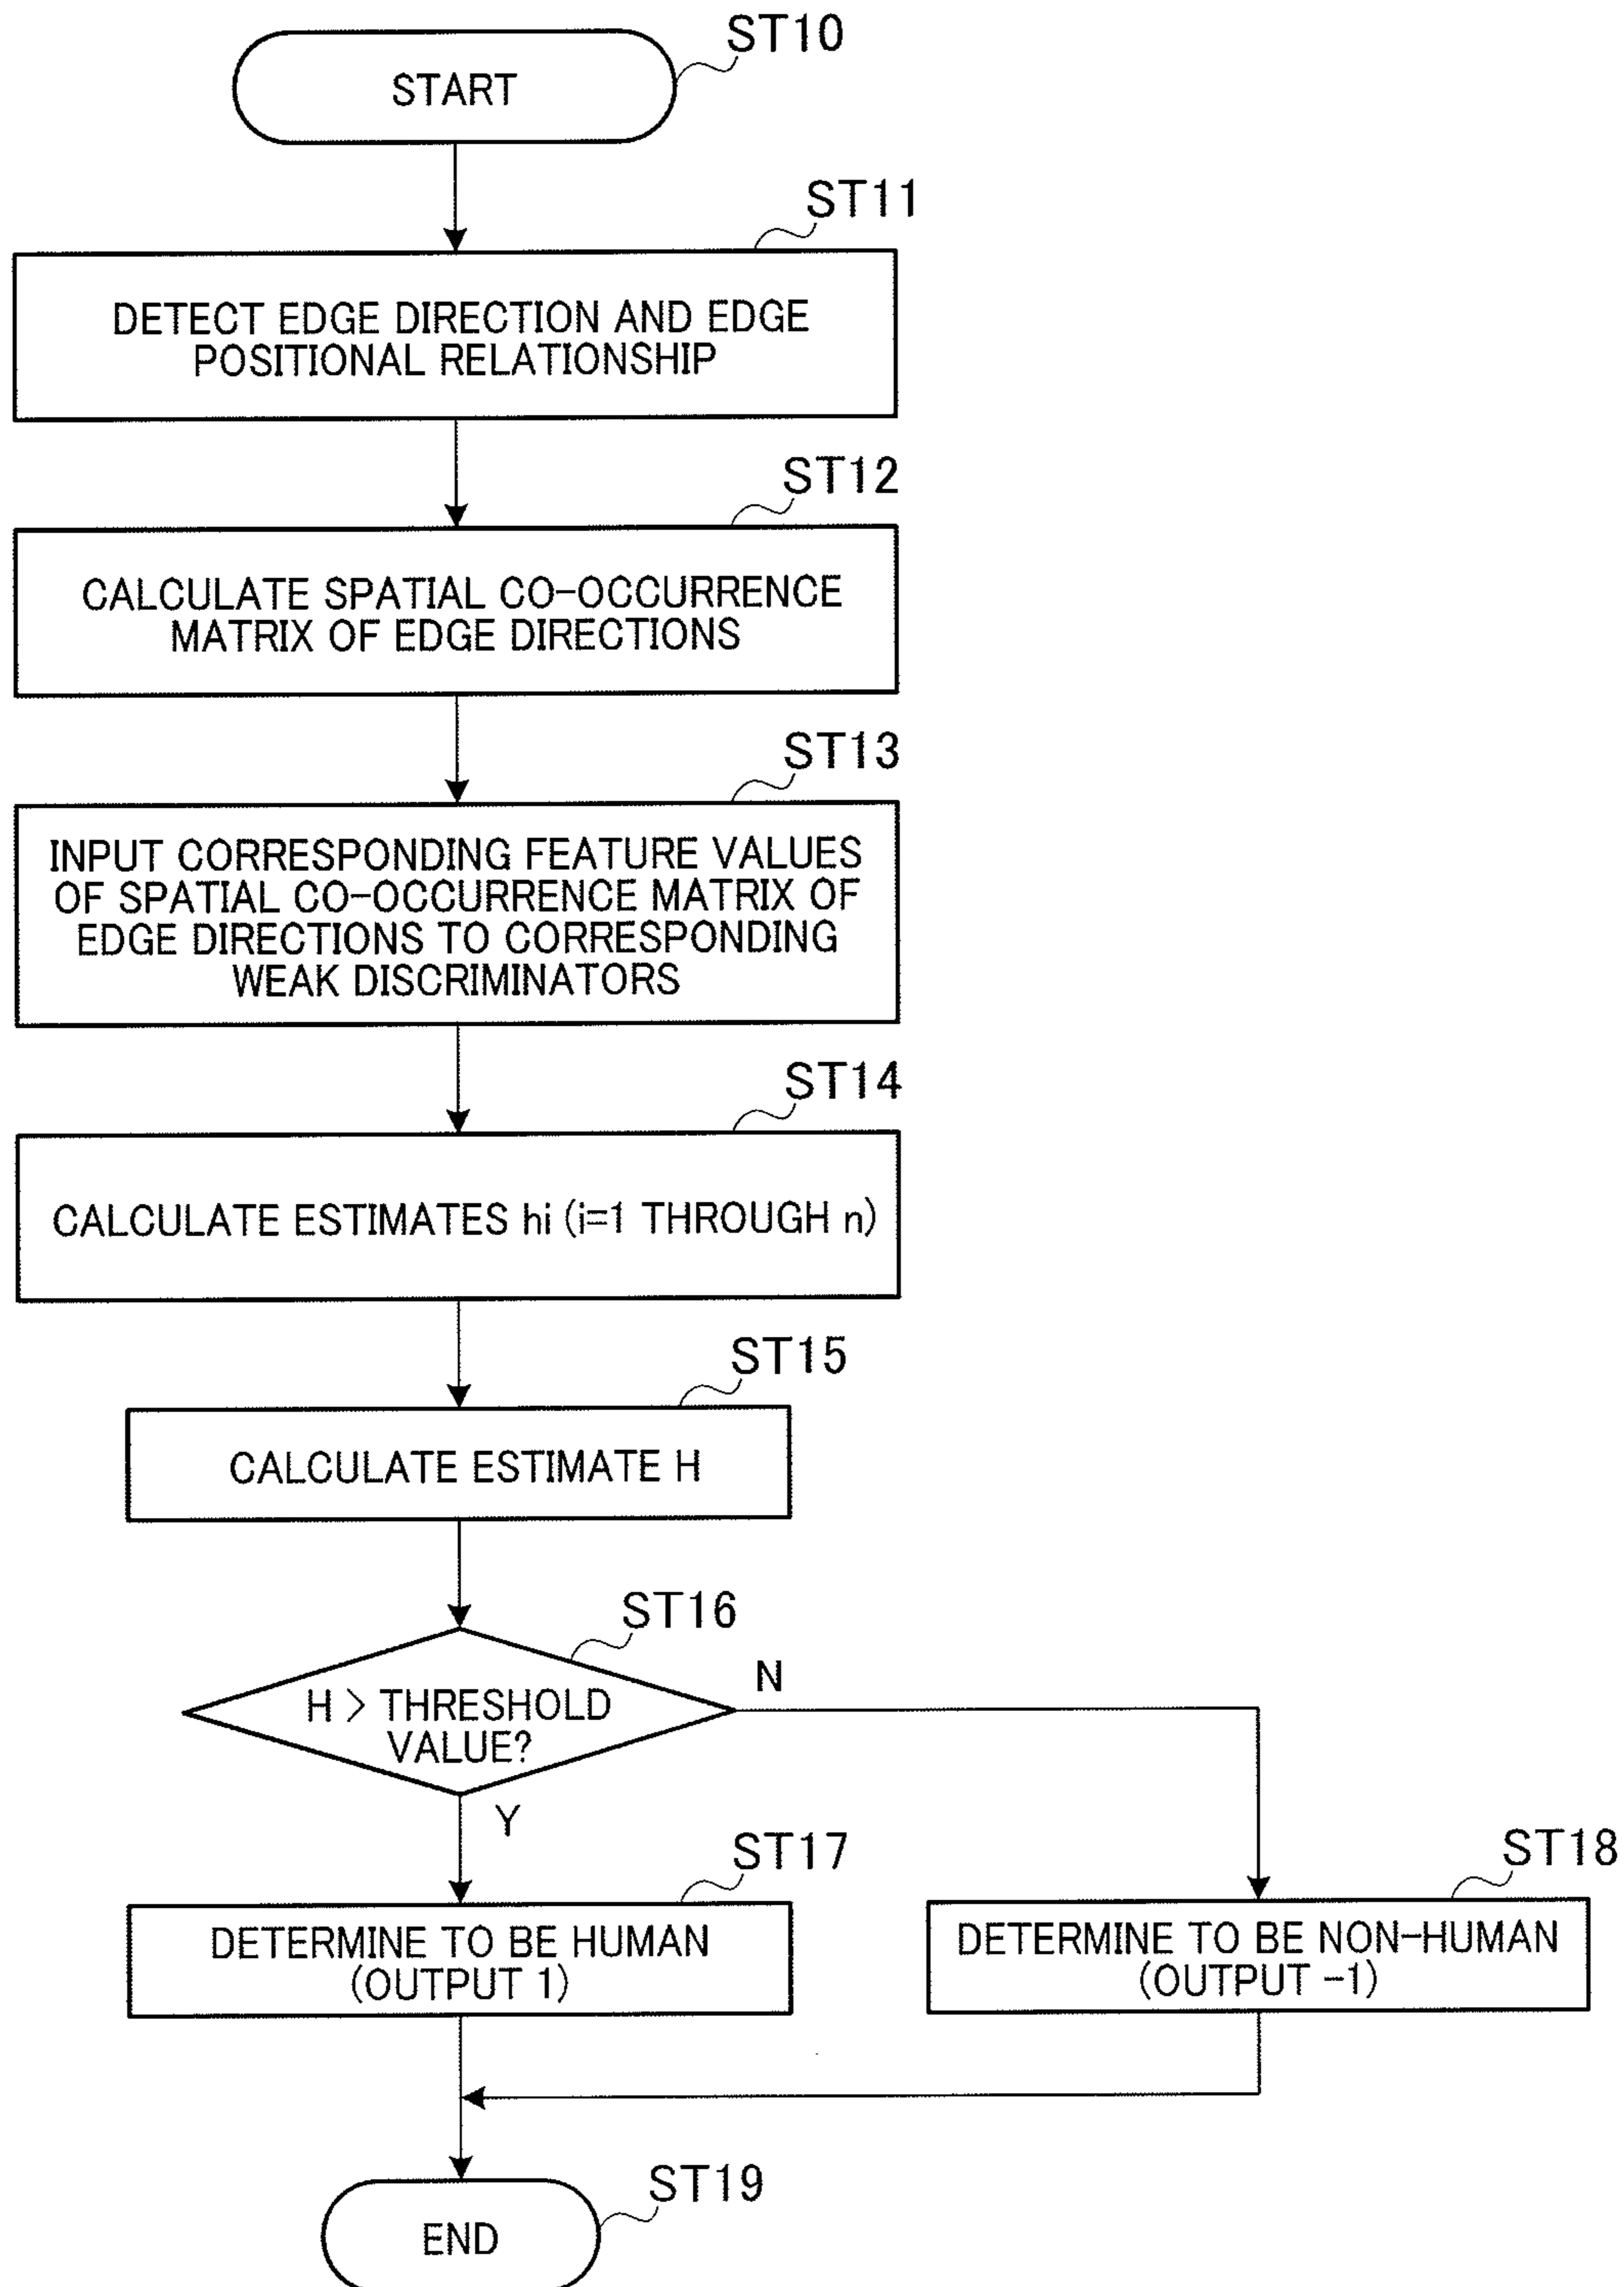 ST10
START
ST11
DETECT EDGE DIRECTION AND EDGE
POSITIONAL RELATIONSHIP
ST12
CALCULATE SPATIAL CO-OCCURRENCE
MATRIX OF EDGE DIRECTIONS
ST13
INPUT CORRESPONDING FEATURE VALUES
OF SPATIAL CO-OCCURRENCE MATRIX OF
EDGE DIRECTIONS TO CORRESPONDING
WEAK DISCRIMINATORS
ST14
CALCULATE ESTIMATES hi (i=1 THROUGH n)
ST15
CALCULATE ESTIMATE H
ST16
H > THRESHOLD
VALUE?
N
Y
ST17
DETERMINE TO BE HUMAN
(OUTPUT 1)
ST18
DETERMINE TO BE NON-HUMAN
(OUTPUT -1)
ST19
END